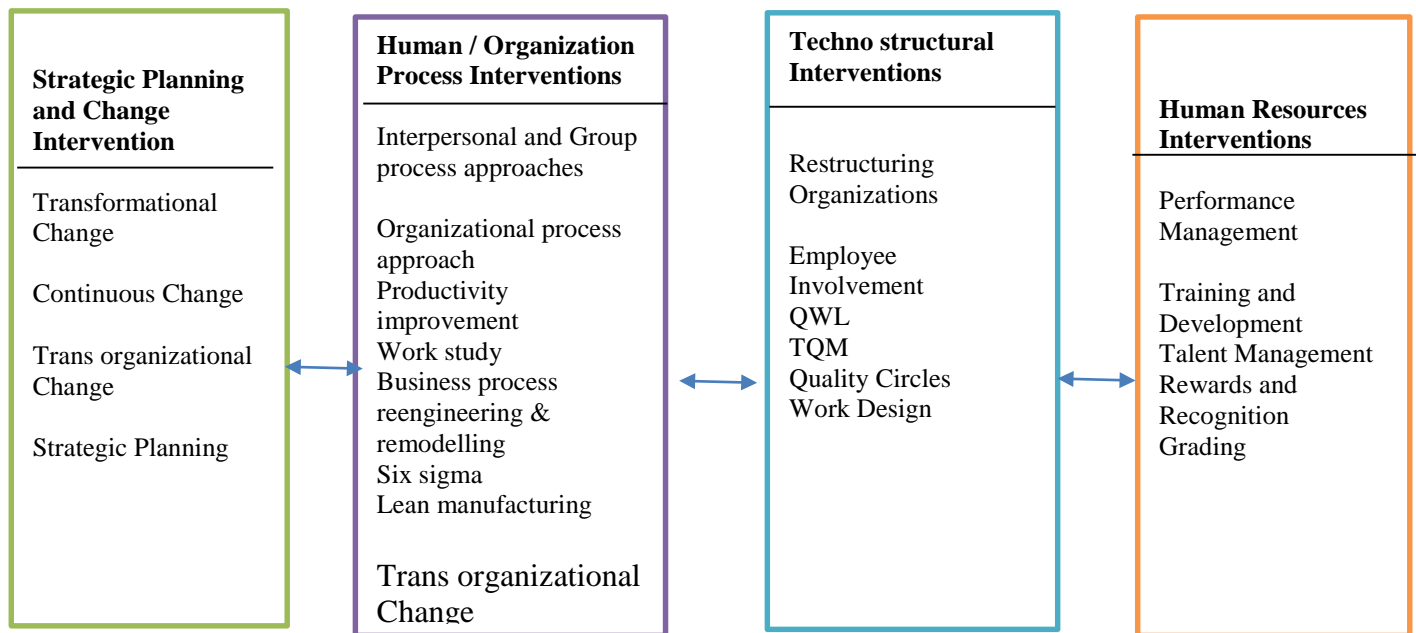 Strategic Planning
and Change
Intervention
Transformational
Change
Continuous Change
Trans organizational
Change
Strategic Planning
Human / Organization
Process Interventions
Interpersonal and Group
process approaches
Organizational process
approach
Productivity
improvement
Work study
Business process
reengineering &
remodelling
Six sigma
Lean manufacturing
Trans organizational
Change
Techno structural
Interventions
Restructuring
Organizations
Employee
Involvement
QWL
TQM
Quality Circles
Work Design
Human Resources
Interventions
Performance
Management
Training and
Development
Talent Management
Rewards and
Recognition
Grading